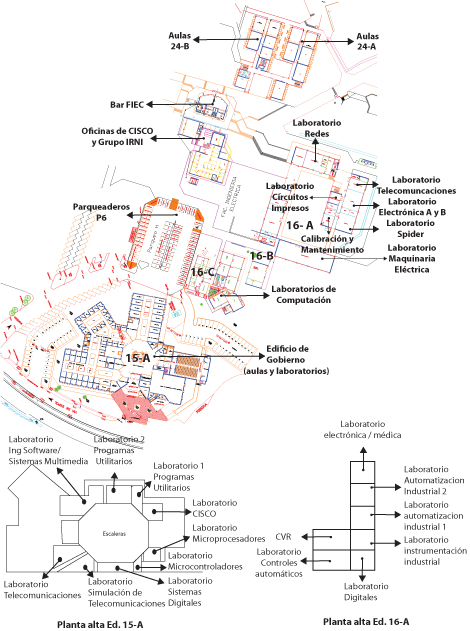 Aulas
24-B
Aulas
24-A
Bar FIEC
Oficinas de CISCO
y Grupo IRNI
Laboratorio
Redes
Laboratorio
Telecomuncaciones
Laboratorio
Circuitos
Impresos
Laboratorio
Electrónica A y B
Laboratorio
Spider
FAC. INGENIERIA
ELECTRICA
Parqueaderos
P6
16- A
Calibración y
Mantenimiento
Laboratorio
Maquinaria
Eléctrica
16-B
16-C
Laboratorios de
Computación
15-A
Edificio de
Gobierno
(aulas y laboratorios)
Laboratorio
Ing Software/
Sistemas Multimedia
Laboratorio 2
Programas
Utilitarios
Laboratorio 1
Programas
Utilitarios
Laboratorio
CISCO
Escaleras
Laboratorio
Microprocesadores
Laboratorio
Microcontroladores
Laboratorio
Telecomunicaciones
Laboratorio
Simulación de
Telecomunicaciones
Laboratorio
Sistemas
Digitales
Planta alta Ed. 15-A
Laboratorio
electrónica / médica
Laboratorio
Automatizacion
Industrial 2
Laboratorio
automatizacion
industrial 1
CVR
Laboratorio
instrumentación
industrial
Laboratorio
Controles
automáticos
Laboratorio
Digitales
Planta alta Ed. 16-A